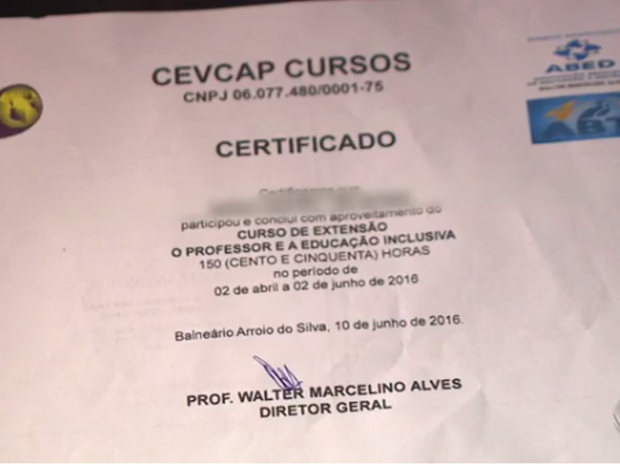 CEVCAP CURSOS
CNPJ 06.077.480/0001-75
ABED
CERTIFICADO
participou e conclui com aproveitamento do
CURSO DE EXTENSÃO
O PROFESSOR E A EDUCAÇÃO INCLUSIVA
150 (CENTO E CINQUENTA) HORAS
no período de
02 de abril a 02 de junho de 2016
Balneário Arroio do Silva, 10 de junho de 2016.
PROF. WALTER MARCELINO ALVES
DIRETOR GERAL